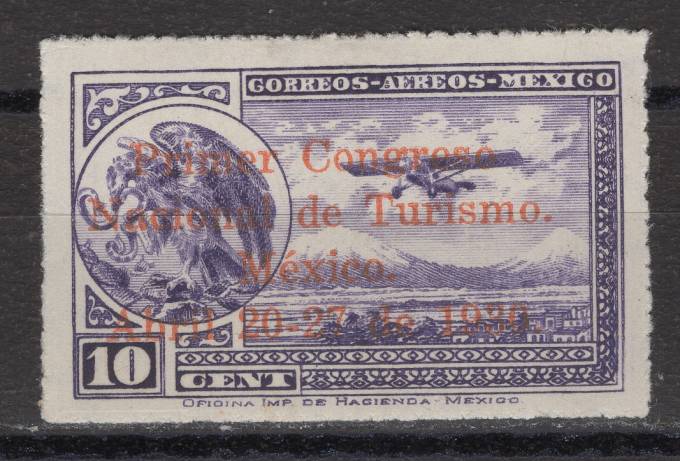 CORREOS-AEREOS-MEXICO
Primer Congreso
Nacional de Turismo.
México.
Abril 20-27 de 1930.
10
CENT
OFICINA IMP. DE HACIENDA-MEXICO